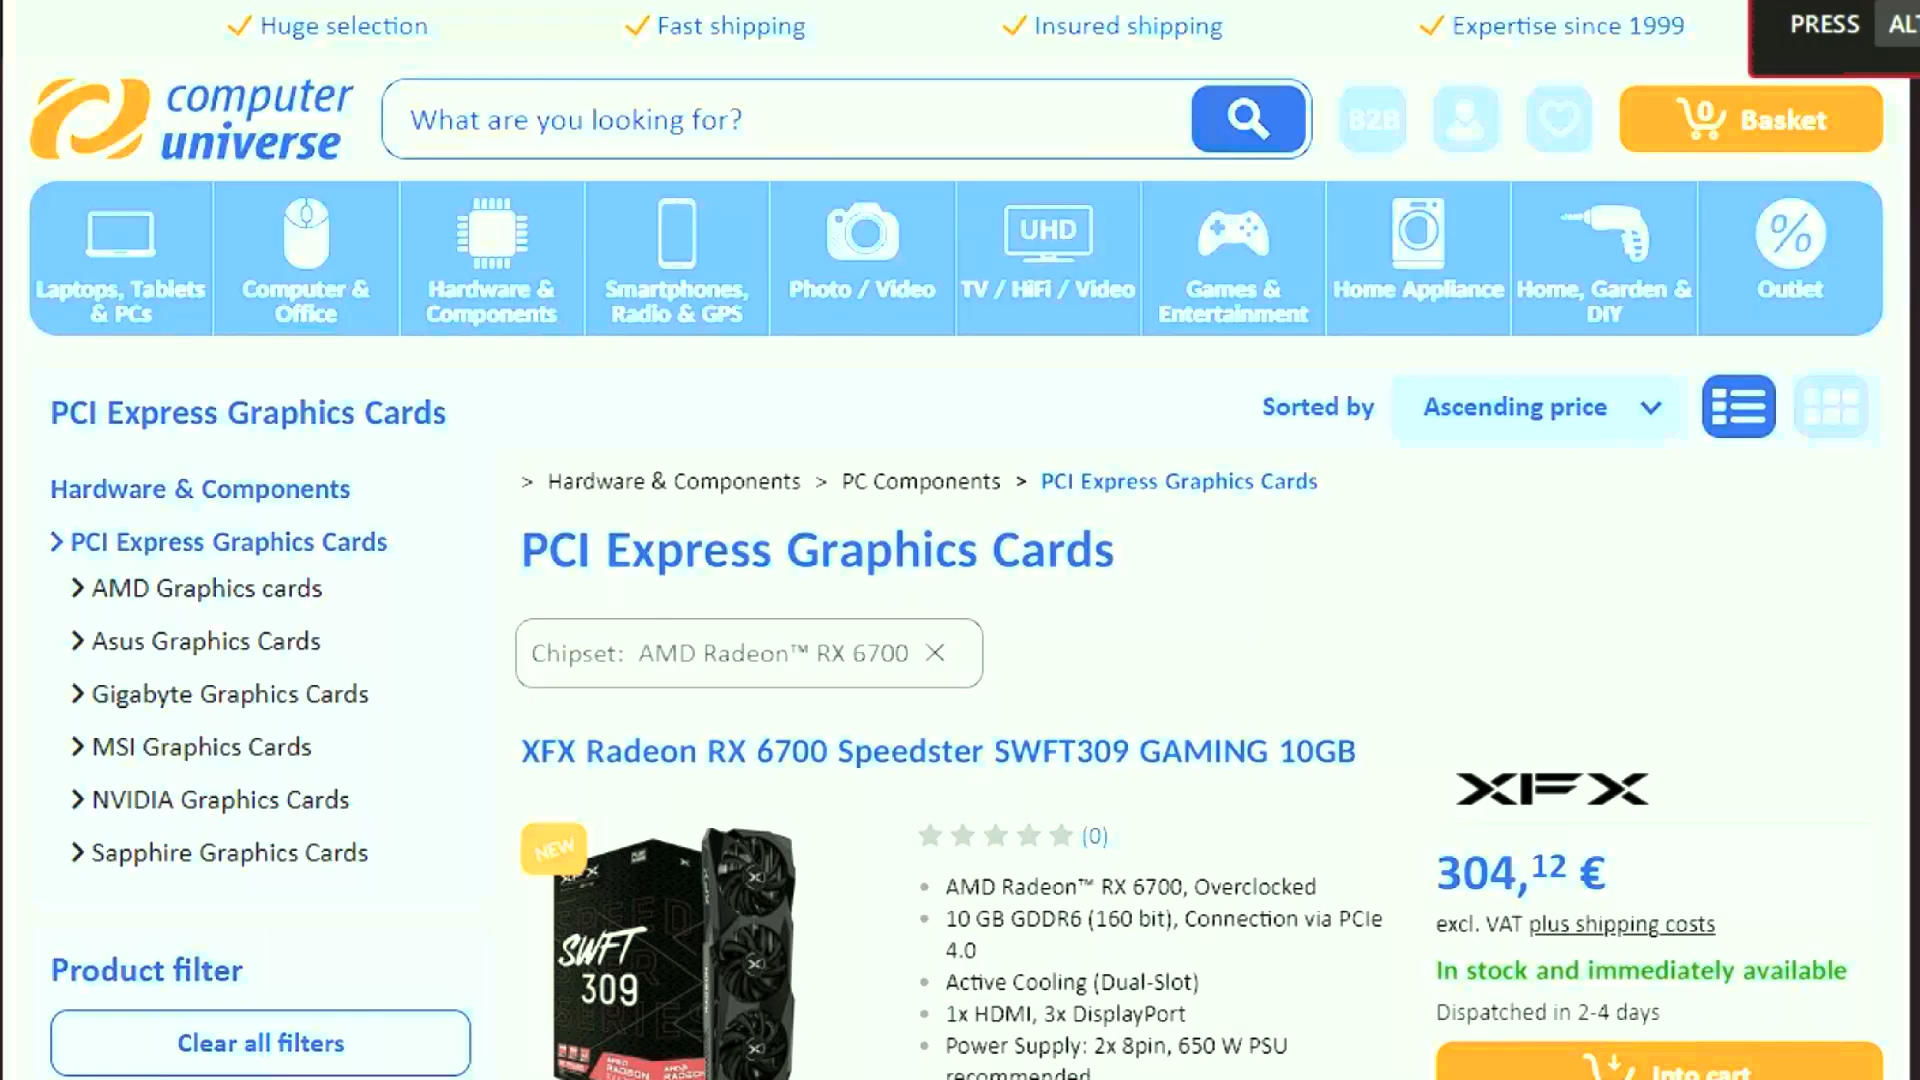 Huge selection
Fast shipping
Insured shipping
Expertise since 1999
PRESS
computer
universe
What are you looking for?
B2B
0
Basket
UHD
%
Laptops, Tablets
& PCs
Computer &
Office
Hardware &
Components
Smartphones,
Radio & GPS
Photo / Video
TV / HiFi / Video
Games &
Entertainment
Home Appliance
Home, Garden &
DIY
Outlet
PCI Express Graphics Cards
Sorted by
Ascending price
Hardware & Components
PCI Express Graphics Cards
AMD Graphics cards
Asus Graphics Cards
Gigabyte Graphics Cards
MSI Graphics Cards
NVIDIA Graphics Cards
Sapphire Graphics Cards
Product filter
Clear all filters
> Hardware & Components > PC Components > PCI Express Graphics Cards
PCI Express Graphics Cards
Chipset: AMD Radeon™ RX 6700
XFX Radeon RX 6700 Speedster SWFT309 GAMING 10GB
NEW
XFX
SWFT
309
AMD
RADEON
(0)
• AMD Radeon™ RX 6700, Overclocked
• 10 GB GDDR6 (160 bit), Connection via PCIe
4.0
• Active Cooling (Dual-Slot)
• 1x HDMI, 3x DisplayPort
• Power Supply: 2x 8pin, 650 W PSU
recommended
XFX
304,12 €
excl. VAT plus shipping costs
In stock and immediately available
Dispatched in 2-4 days
Into cart